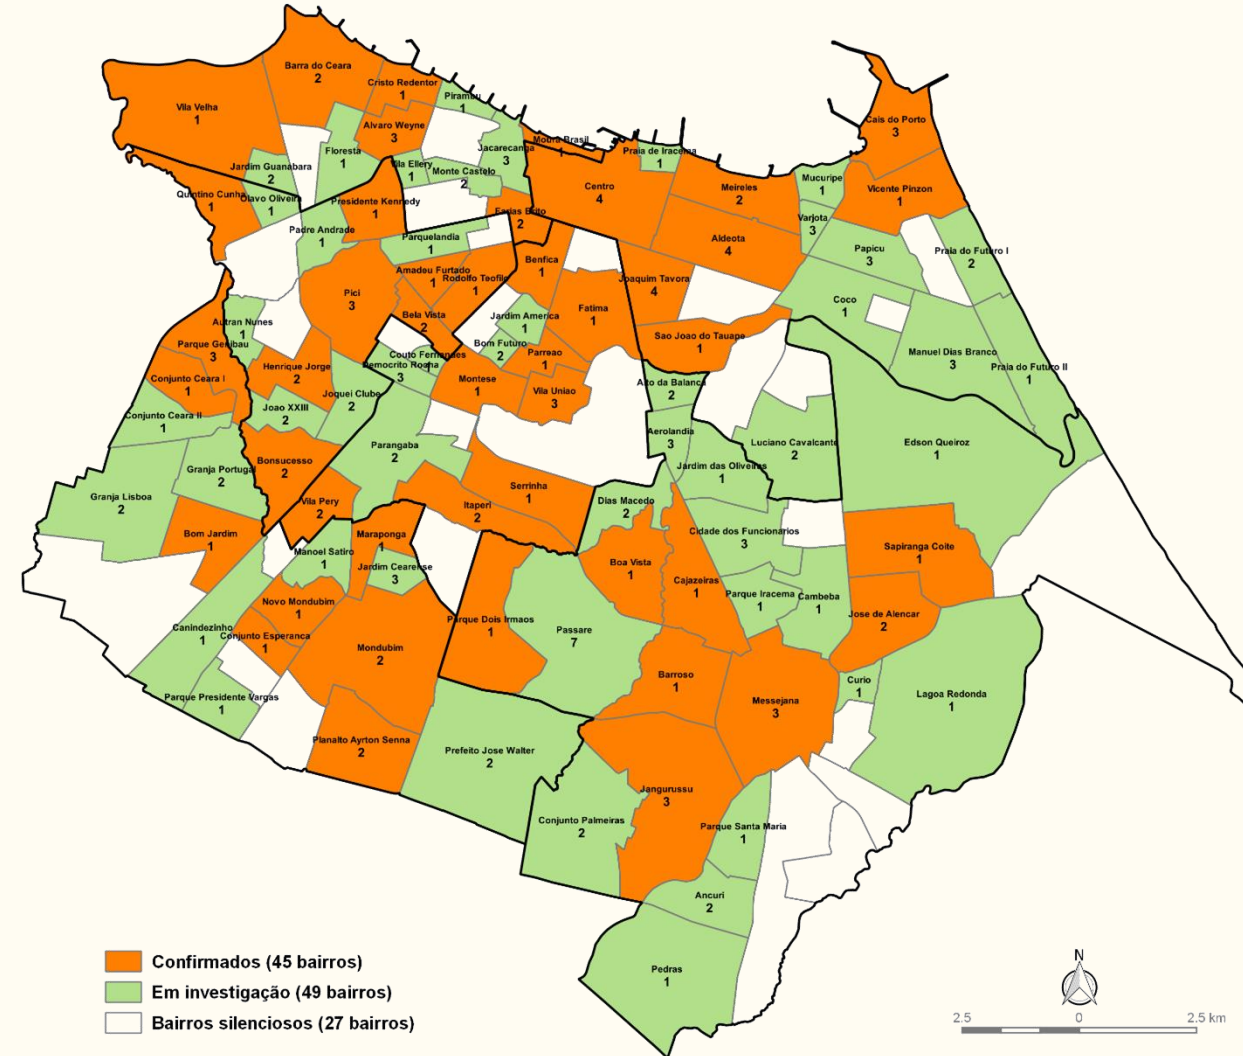 Barra do Ceara
2
Cristo Redentor
1
Pirambu
1
Vila Velha
1
Alvaro Weyne
3
Floresta
1
Jacarecanga
3
Moura Brasil
1
Praia de Iracema
1
Cais do Porto
3
Jardim Guanabara
2
Vila Ellery
1
Monte Castelo
2
Centro
4
Meireles
2
Mucuripe
1
Vicente Pinzon
1
Quintino Cunha
1
Olavo Oliveira
1
Presidente Kennedy
1
Farias Brito
2
Varjota
3
Padre Andrade
1
Parquelandia
1
Aldeota
4
Papicu
3
Praia do Futuro I
2
Amadeu Furtado
1
Rodolfo Teofilo
1
Benfica
1
Joaquim Tavora
4
Pici
3
Coco
1
Bela Vista
2
Jardim America
1
Fatima
1
Autran Nunes
1
Sao Joao do Tauape
1
Parque Genibau
3
Bom Futuro
2
Parreao
1
Manuel Dias Branco
3
Praia do Futuro II
1
Couto Fernandes
Democrito Rocha
3
Henrique Jorge
2
Conjunto Ceara I
1
Montese
1
Vila Uniao
3
Alto da Balanca
2
Joquei Clube
2
Joao XXIII
2
Conjunto Ceara II
1
Aerolandia
3
Luciano Cavalcante
2
Edson Queiroz
1
Parangaba
2
Bonsucesso
2
Granja Portugal
2
Jardim das Oliveiras
1
Granja Lisboa
2
Serrinha
1
Vila Pery
2
Itaperi
2
Dias Macedo
2
Cidade dos Funcionarios
3
Bom Jardim
1
Maraponga
1
Manoel Satiro
1
Jardim Cearense
3
Sapiranga Coite
1
Boa Vista
1
Cajazeiras
1
Parque Iracema
1
Cambeba
1
Novo Mondubim
1
Jose de Alencar
2
Parque Dois Irmaos
1
Canindezinho
1
Conjunto Esperanca
1
Passare
7
Mondubim
2
Barroso
1
Curio
1
Lagoa Redonda
1
Parque Presidente Vargas
1
Messejana
3
Planalto Ayrton Senna
2
Prefeito Jose Walter
2
Jangurussu
3
Conjunto Palmeiras
2
Parque Santa Maria
1
Ancuri
2
Pedras
1
Confirmados (45 bairros)
Em investigação (49 bairros)
Bairros silenciosos (27 bairros)
N
2.5 0 2.5 km